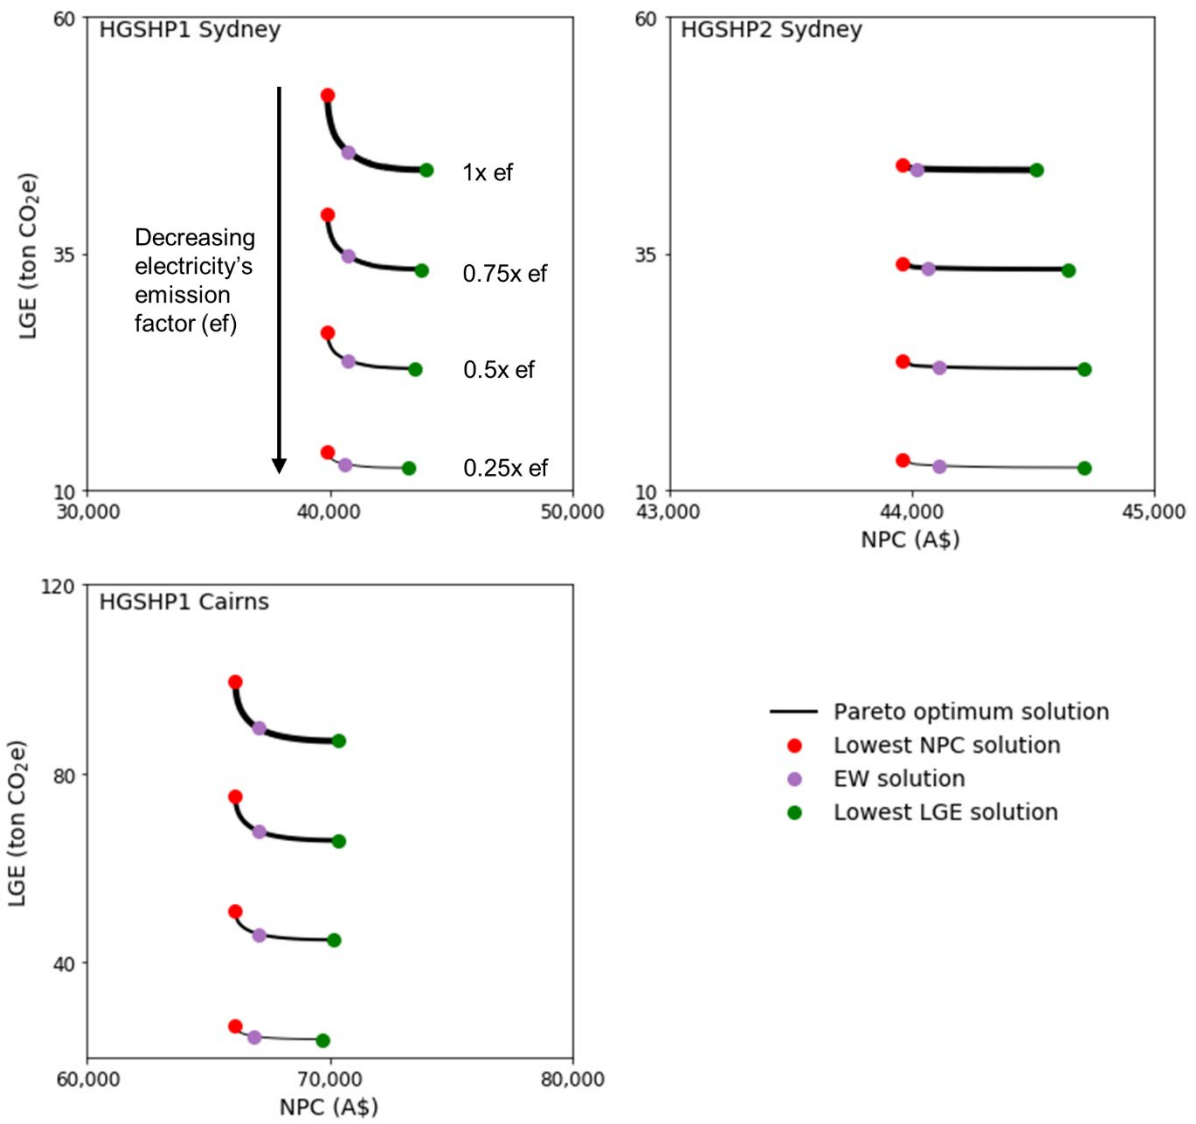 60
HGSHP1 Sydney
LGE (ton CO₂e)
35
10
30,000
40,000
50,000
Decreasing
electricity's
emission
factor (ef)
1x ef
0.75x ef
0.5x ef
0.25x ef
60
HGSHP2 Sydney
35
10
43,000
44,000
45,000
NPC (A$)
120
HGSHP1 Cairns
LGE (ton CO₂e)
80
40
60,000
70,000
80,000
NPC (A$)
Pareto optimum solution
Lowest NPC solution
EW solution
Lowest LGE solution